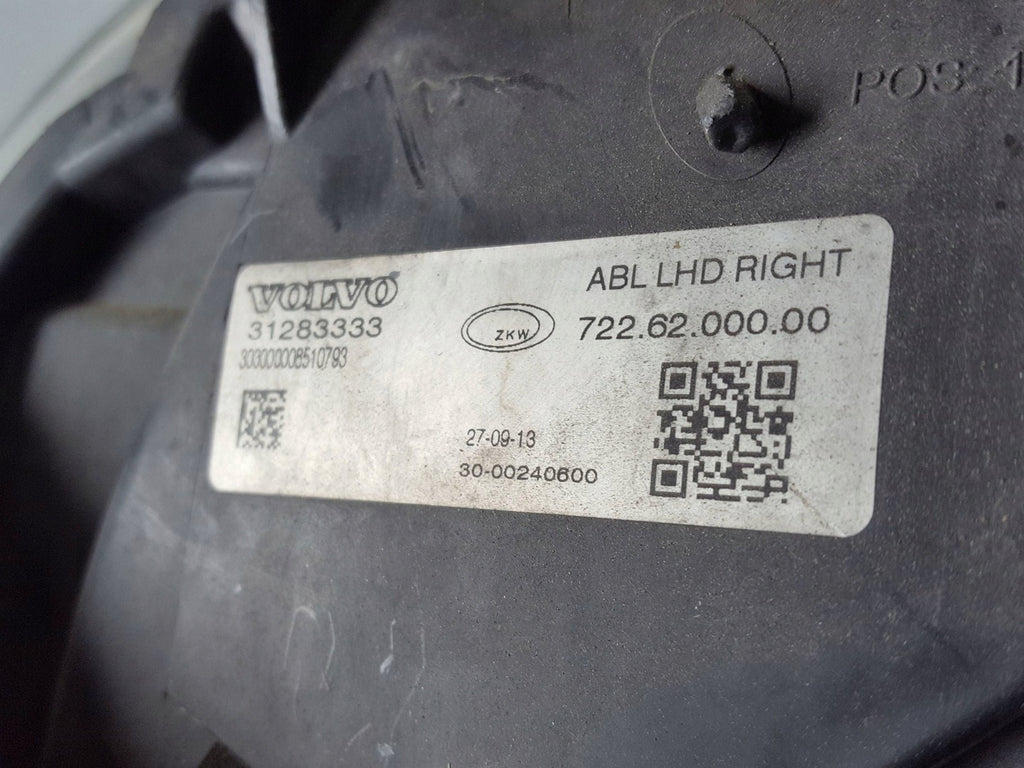 POS-1
VOLVO
31283333
303000008510793
ZKW
ABL LHD RIGHT
722.62.000.00
27-09-13
30-00240600